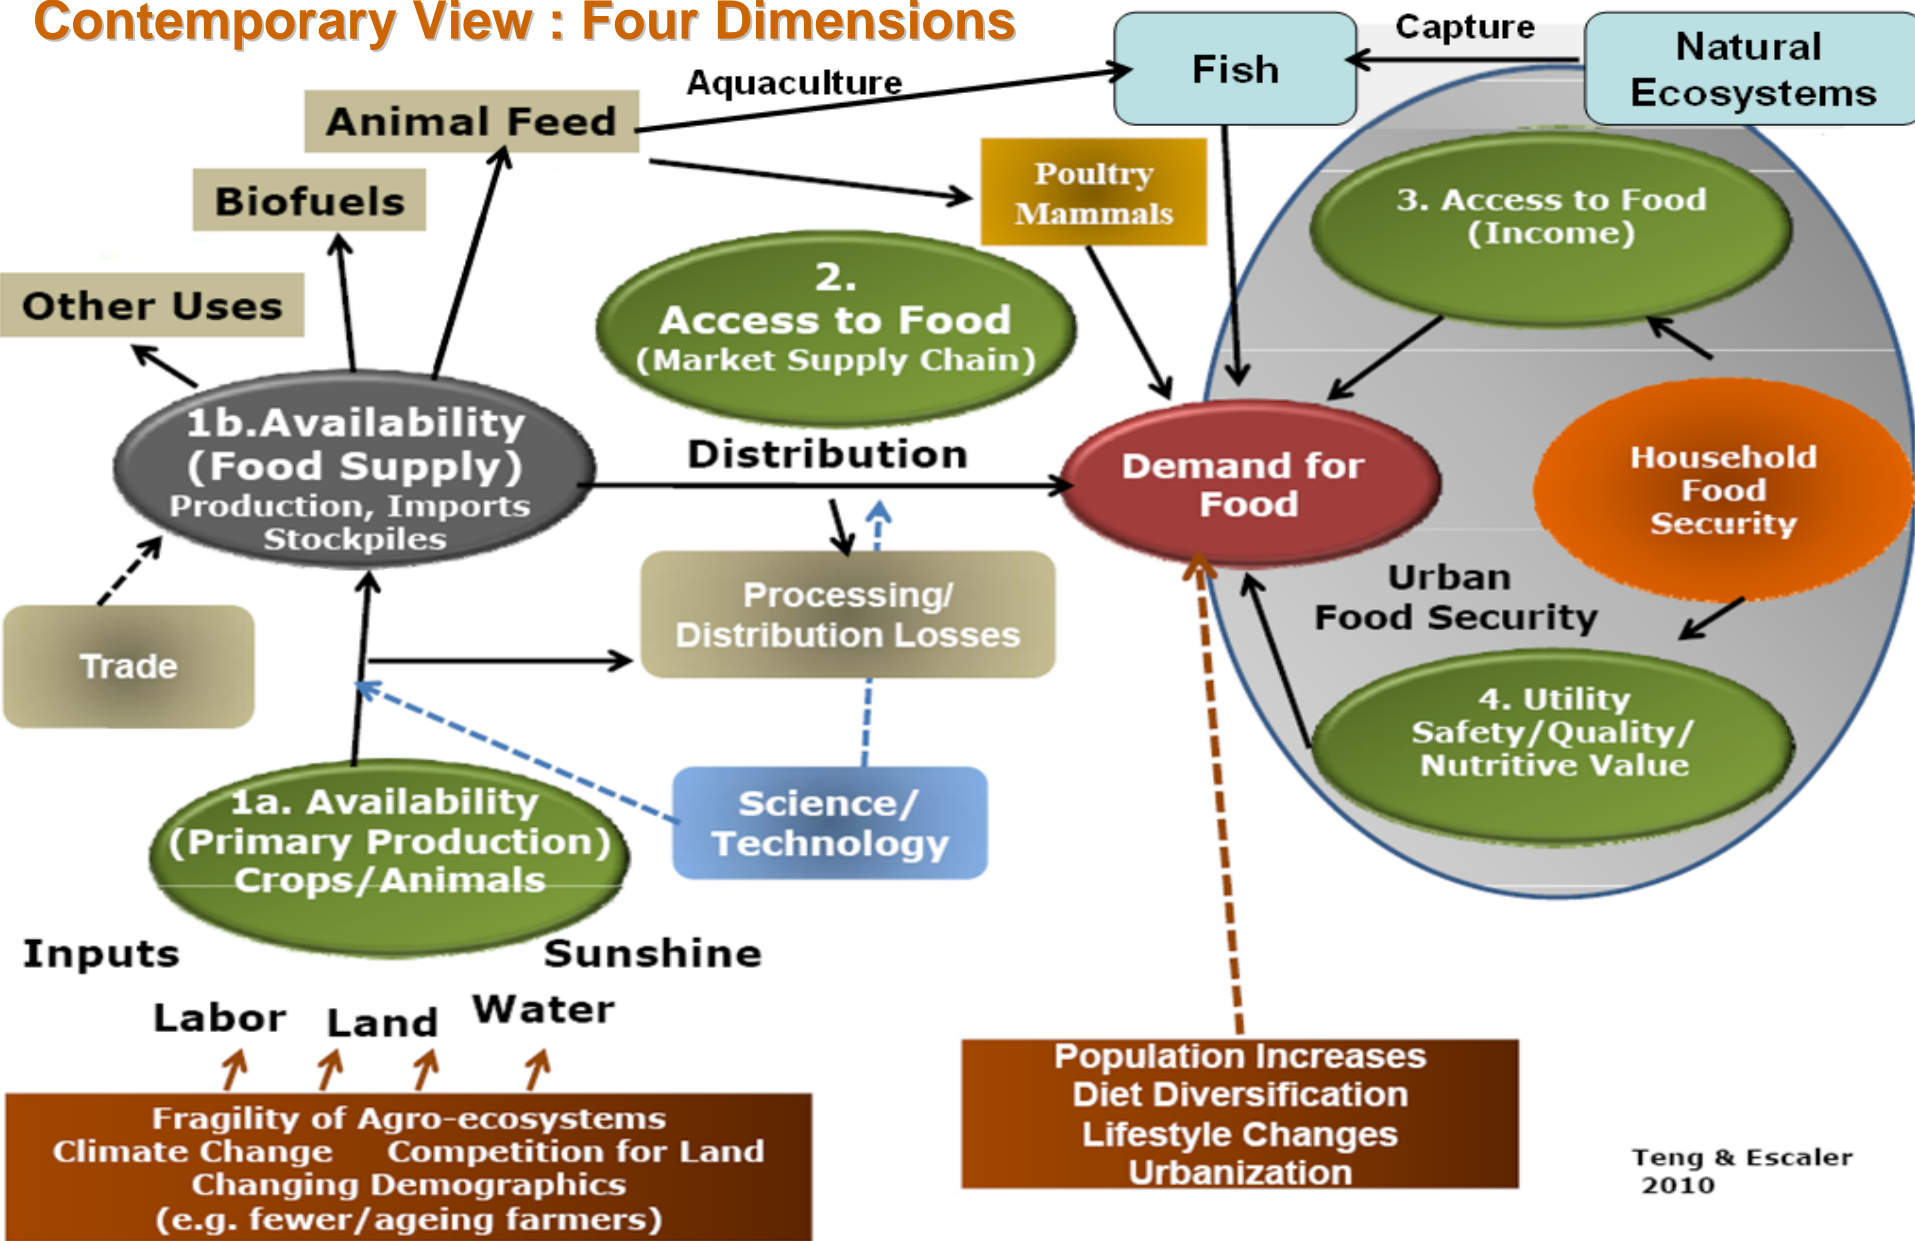 Contemporary View : Four Dimensions
Capture
Natural
Ecosystems
Fish
Aquaculture
Animal Feed
Poultry
Mammals
Biofuels
3. Access to Food
(Income)
2.
Access to Food
(Market Supply Chain)
Other Uses
1b.Availability
(Food Supply)
Production, Imports
Stockpiles
Distribution
Demand for
Food
Household
Food
Security
Urban
Food Security
Processing/
Distribution Losses
Trade
4. Utility
Safety/Quality/
Nutritive Value
1a. Availability
(Primary Production)
Crops/Animals
Science/
Technology
Inputs
Sunshine
Labor
Land
Water
Fragility of Agro-ecosystems
Climate Change Competition for Land
Changing Demographics
(e.g. fewer/ageing farmers)
Population Increases
Diet Diversification
Lifestyle Changes
Urbanization
Teng & Escaler
2010